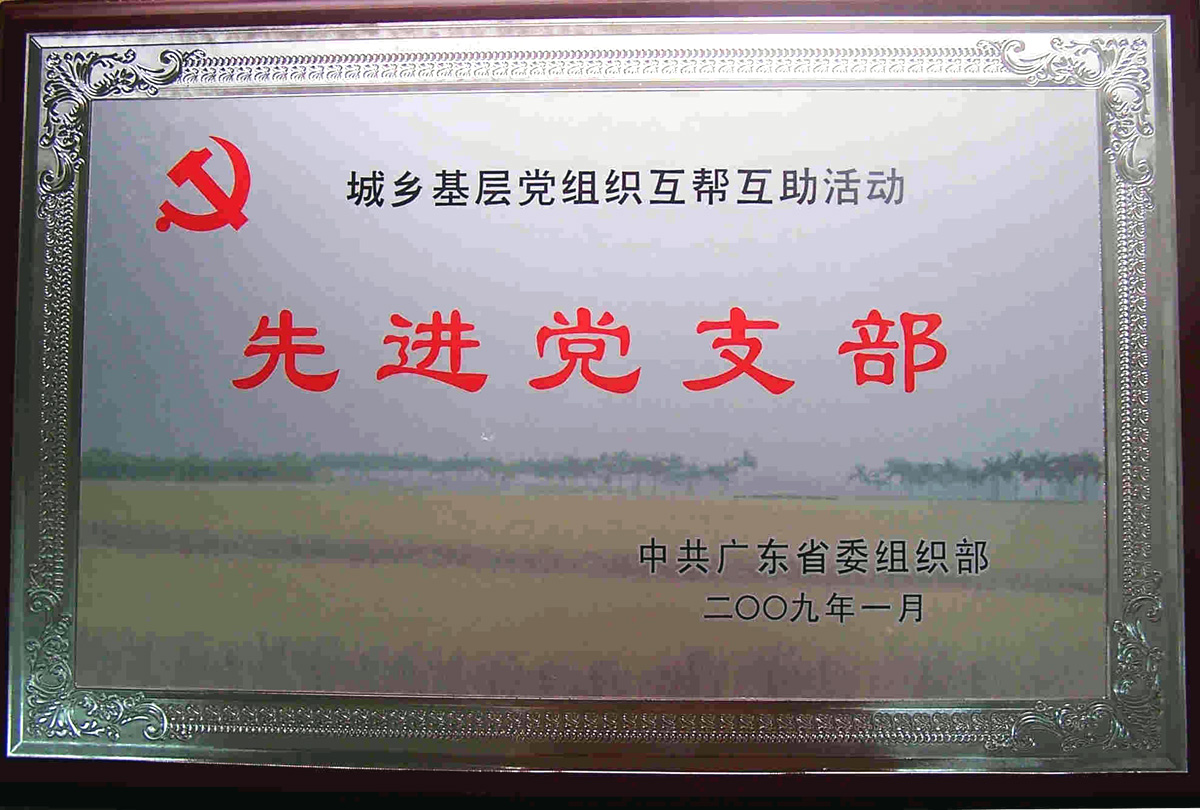 城乡基层党组织互帮互助活动
先进党支部
中共广东省委组织部
二〇〇九年一月